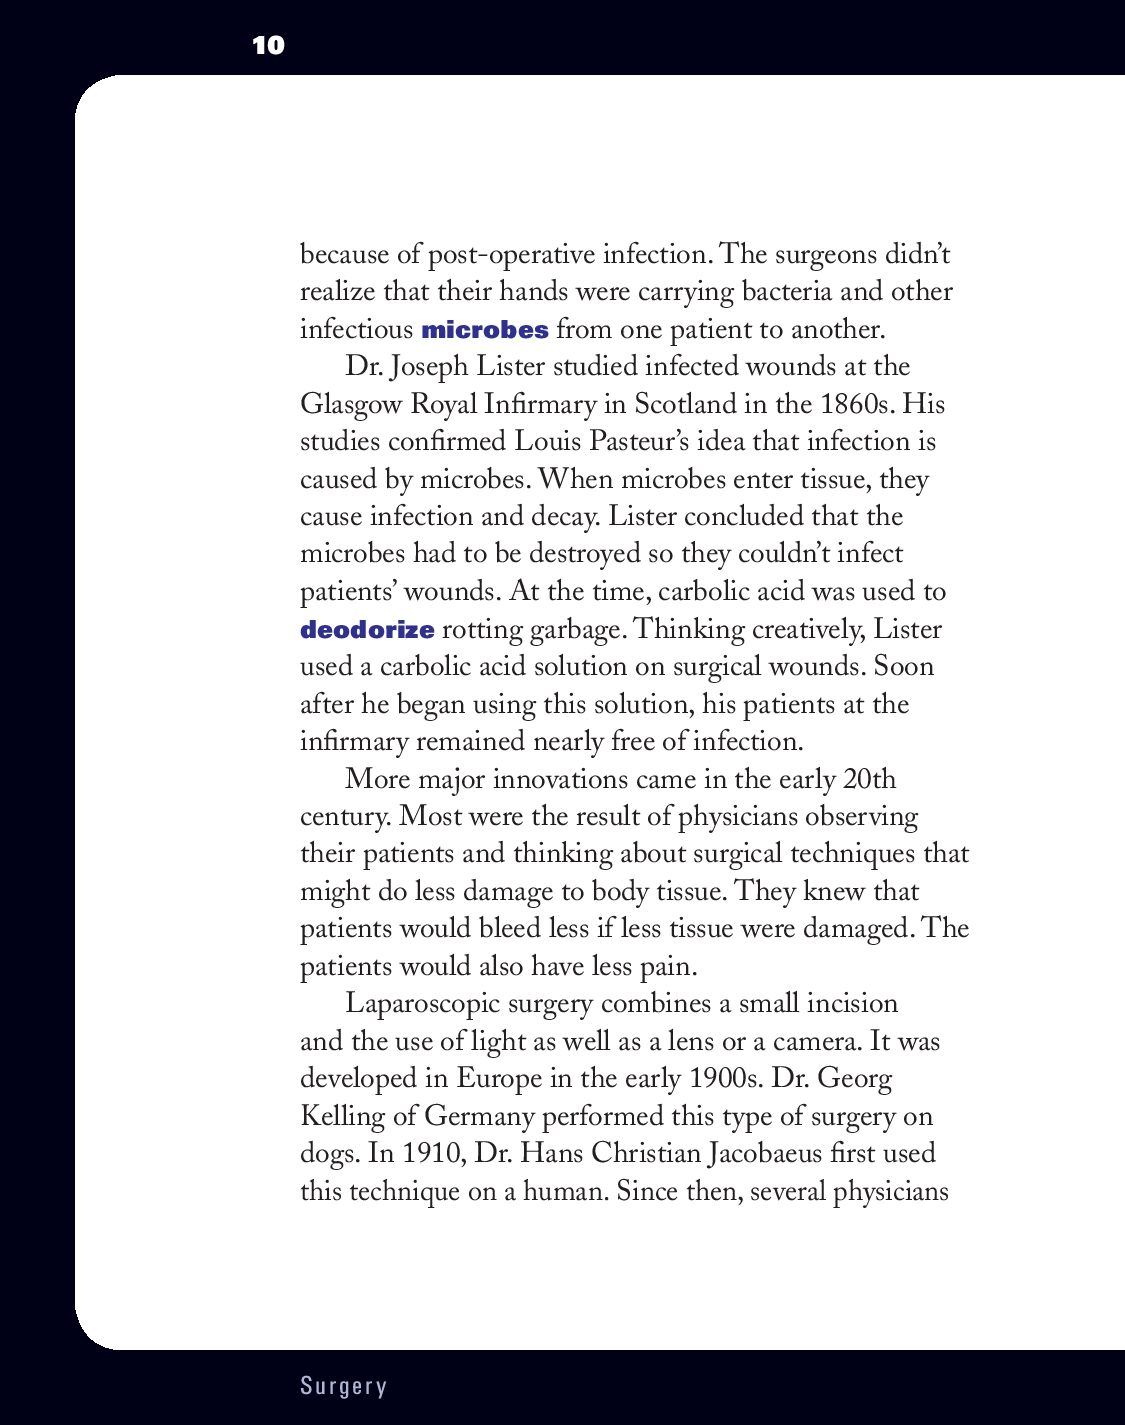 10
because of post-operative infection. The surgeons didn’t
realize that their hands were carrying bacteria and other
infectious microbes from one patient to another.
Dr. Joseph Lister studied infected wounds at the
Glasgow Royal Infirmary in Scotland in the 1860s. His
studies confirmed Louis Pasteur’s idea that infection is
caused by microbes. When microbes enter tissue, they
cause infection and decay. Lister concluded that the
microbes had to be destroyed so they couldn’t infect
patients’ wounds. At the time, carbolic acid was used to
deodorize rotting garbage. Thinking creatively, Lister
used a carbolic acid solution on surgical wounds. Soon
after he began using this solution, his patients at the
infirmary remained nearly free of infection.
More major innovations came in the early 20th
century. Most were the result of physicians observing
their patients and thinking about surgical techniques that
might do less damage to body tissue. They knew that
patients would bleed less if less tissue were damaged. The
patients would also have less pain.
Laparoscopic surgery combines a small incision
and the use of light as well as a lens or a camera. It was
developed in Europe in the early 1900s. Dr. Georg
Kelling of Germany performed this type of surgery on
dogs. In 1910, Dr. Hans Christian Jacobaeus first used
this technique on a human. Since then, several physicians
Surgery